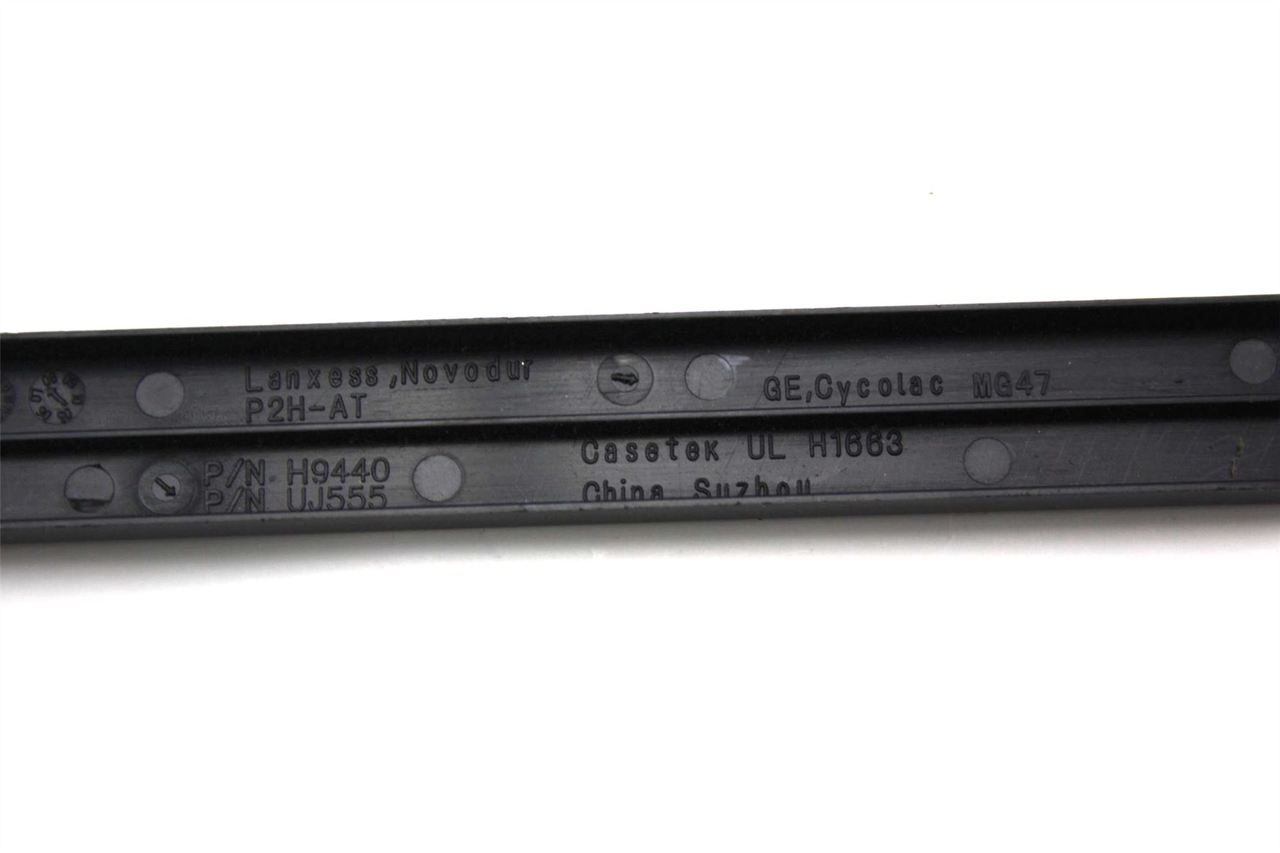 Lanxess,Novodur
P2H-AT
GE,Cycolac MG47
P/N H9440
P/N UJ555
Casetek UL H1663
China Suzhou